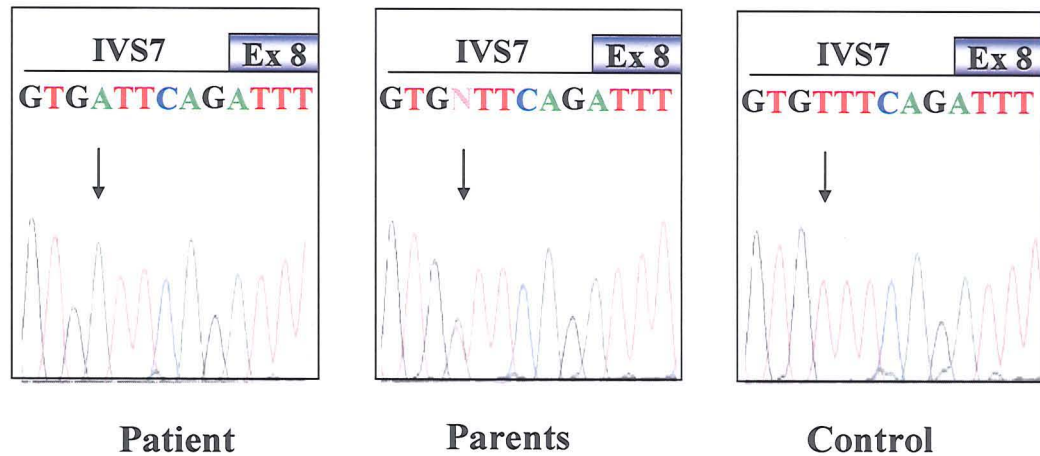 IVS7 Ex 8
GTGATTCAGATTT
Patient
IVS7 Ex 8
GTGNTTCAGATTT
Parents
IVS7 Ex 8
GTGTTTCAGATTT
Control